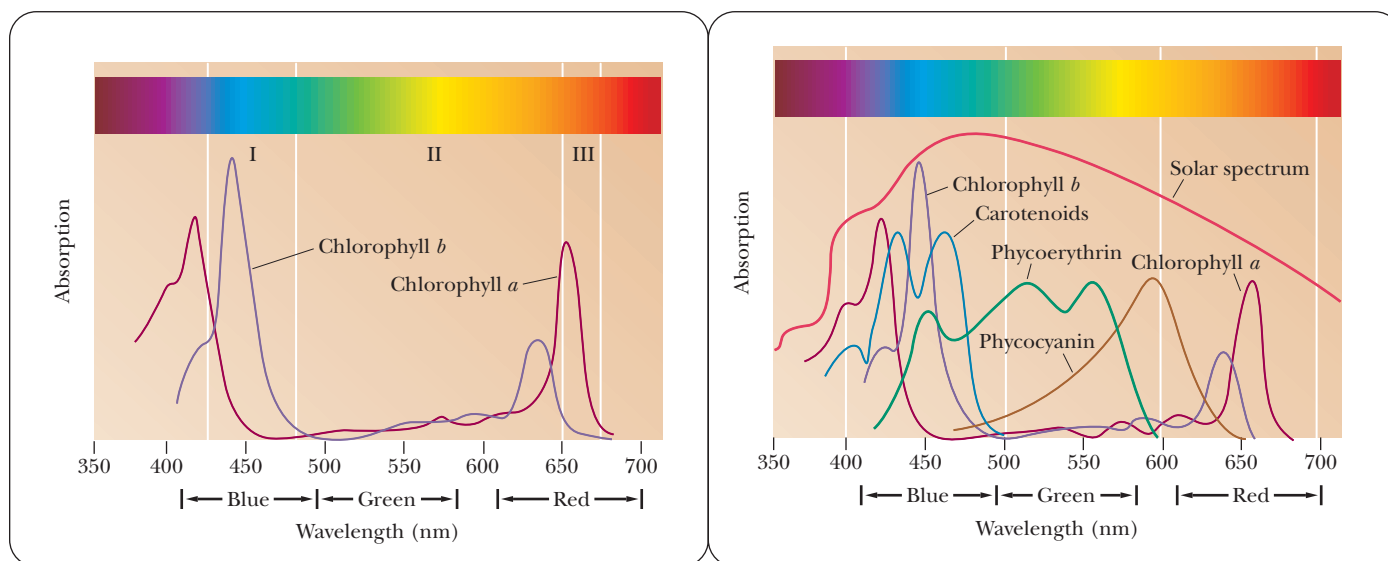 I II III
Chlorophyll b
Chlorophyll a
Absorption
350 400 450 500 550 600 650 700
Blue Green Red
Wavelength (nm)
Solar spectrum
Chlorophyll b
Carotenoids
Phycoerythrin
Chlorophyll a
Phycocyanin
Absorption
350 400 450 500 550 600 650 700
Blue Green Red
Wavelength (nm)